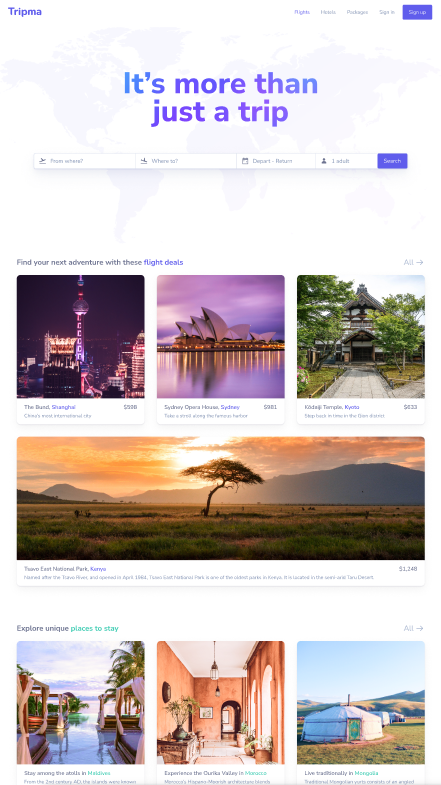 Tripma
Flights Hotels Packages Sign in Sign up
It's more than
just a trip
From where? Where to? Depart - Return 1 adult Search
Find your next adventure with these flight deals All →
The Bund, Shanghai $598
China's most international city
Sydney Opera House, Sydney $981
Take a stroll along the famous harbor
Kōdaiji Temple, Kyoto $633
Step back in time in the Gion district
Tsavo East National Park, Kenya $1,248
Named after the Tsavo River, and opened in April 1984, Tsavo East National Park is one of the oldest parks in Kenya. It is located in the semi-arid Taru Desert.
Explore unique places to stay All →
Stay among the atolls in Maldives
From the 2nd century AD, the islands were known
Experience the Ourika Valley in Morocco
Morocco's Hispano-Moorish architecture blends
Live traditionally in Mongolia
Traditional Mongolian yurts consists of an angled